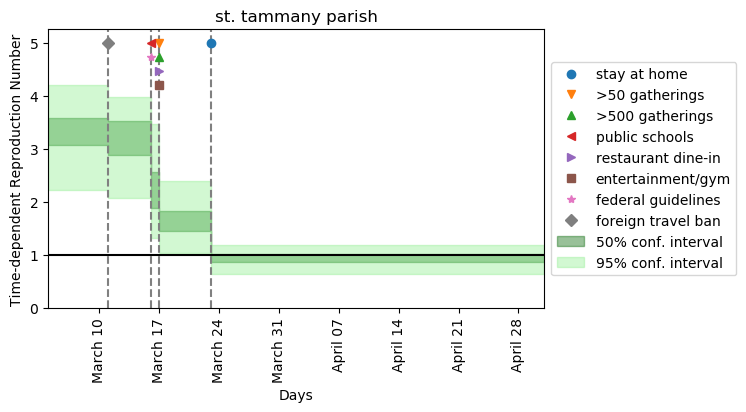 st. tammany parish
Time-dependent Reproduction Number
5
4
3
2
1
0
March 10
March 17
March 24
March 31
April 07
April 14
April 21
April 28
Days
stay at home
>50 gatherings
>500 gatherings
public schools
restaurant dine-in
entertainment/gym
federal guidelines
foreign travel ban
50% conf. interval
95% conf. interval